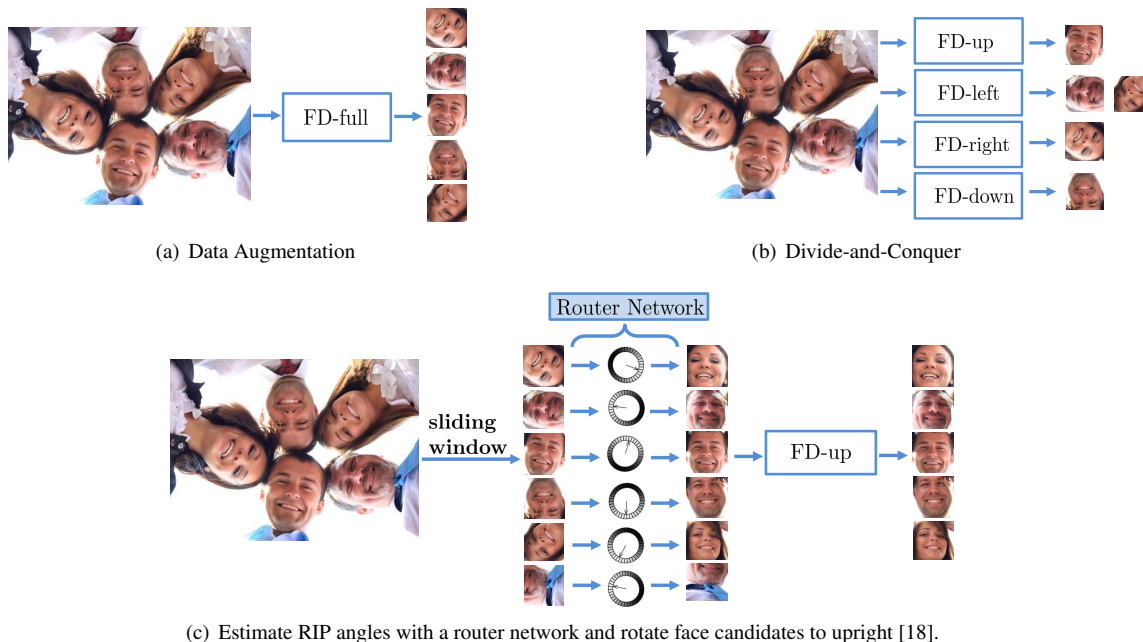 FD-full
(a) Data Augmentation
FD-up
FD-left
FD-right
FD-down
(b) Divide-and-Conquer
Router Network
sliding
window
FD-up
(c) Estimate RIP angles with a router network and rotate face candidates to upright [18].